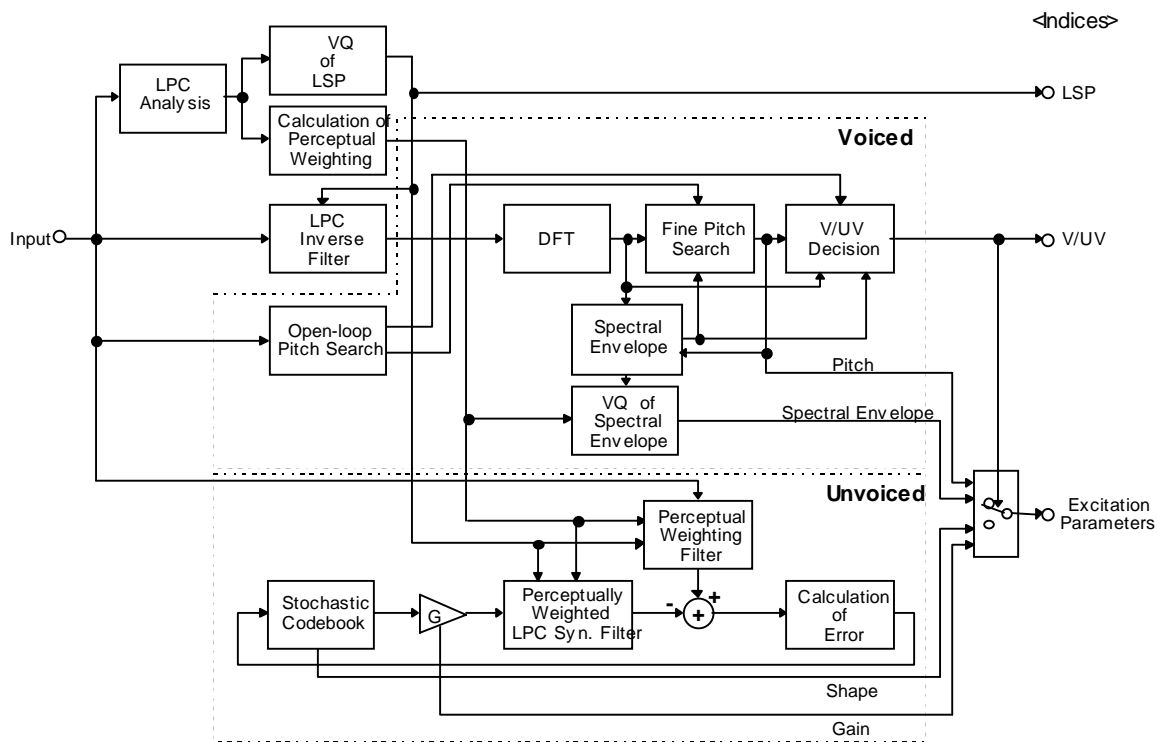 <Indices>
VQ
of
LSP
LPC
Analysis
LSP
Calculation of
Perceptual
Weighting
Voiced
Input
LPC
Inverse
Filter
DFT
Fine Pitch
Search
V/UV
Decision
V/UV
Open-loop
Pitch Search
Spectral
Envelope
Pitch
VQ of
Spectral
Envelope
Spectral Envelope
Unvoiced
Perceptual
Weighting
Filter
Excitation
Parameters
Stochastic
Codebook
G
Perceptually
Weighted
LPC Syn. Filter
-
+
+
Calculation
of
Error
Shape
Gain